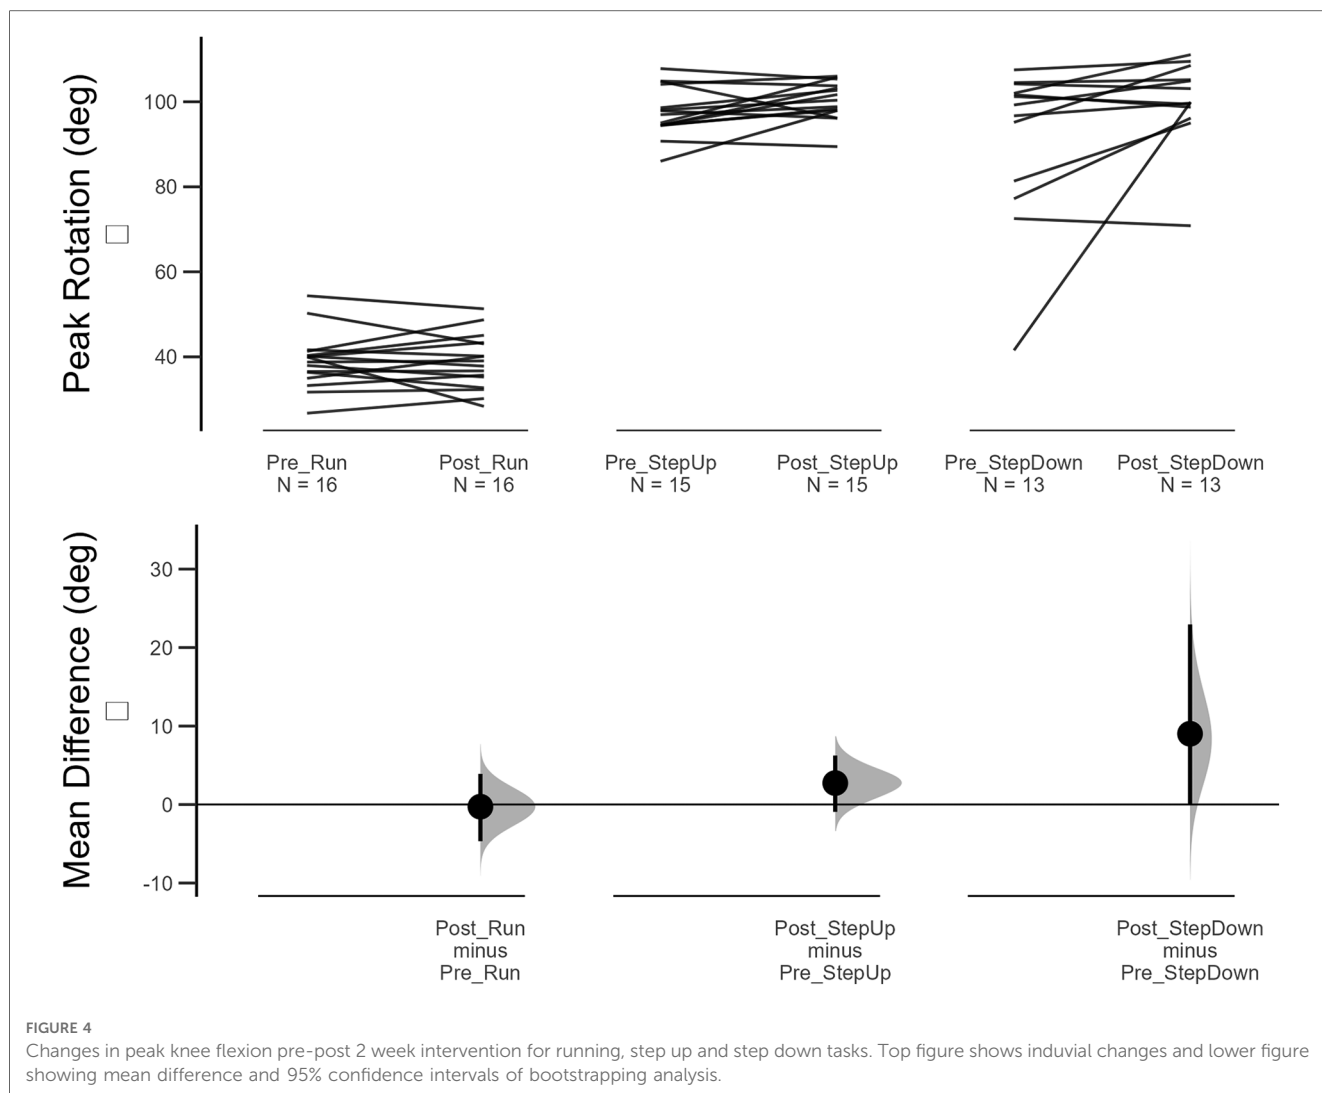 Peak Rotation (deg)
100
80
60
40
Pre_Run Post_Run Pre_StepUp Post_StepUp Pre_StepDown Post_StepDown
N = 16 N = 16 N = 15 N = 15 N = 13 N = 13
Mean Difference (deg)
30
20
10
0
-10
Post_Run Post_StepUp Post_StepDown
minus minus minus
Pre_Run Pre_StepUp Pre_StepDown
FIGURE 4
Changes in peak knee flexion pre-post 2 week intervention for running, step up and step down tasks. Top figure shows induvial changes and lower figure
showing mean difference and 95% confidence intervals of bootstrapping analysis.